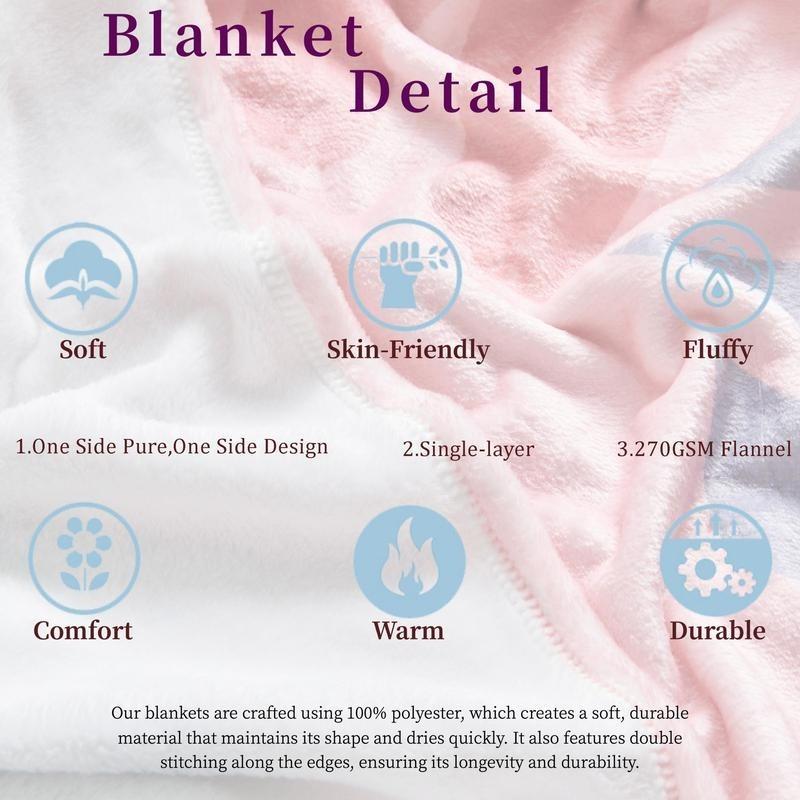 Blanket
Detail
Soft
Skin-Friendly
Fluffy
1.One Side Pure,One Side Design
2.Single-layer
3.270GSM Flannel
Comfort
Warm
Durable
Our blankets are crafted using 100% polyester, which creates a soft, durable
material that maintains its shape and dries quickly. It also features double
stitching along the edges, ensuring its longevity and durability.